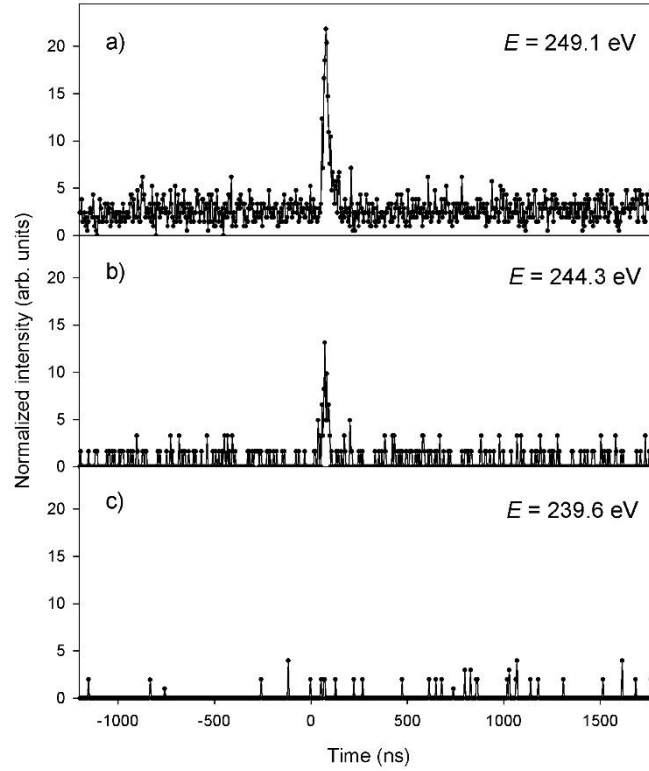 a)
E = 249.1 eV
20
15
10
5
0
b)
E = 244.3 eV
20
15
10
5
0
c)
E = 239.6 eV
20
15
10
5
0
Normalized intensity (arb. units)
-1000 -500 0 500 1000 1500
Time (ns)